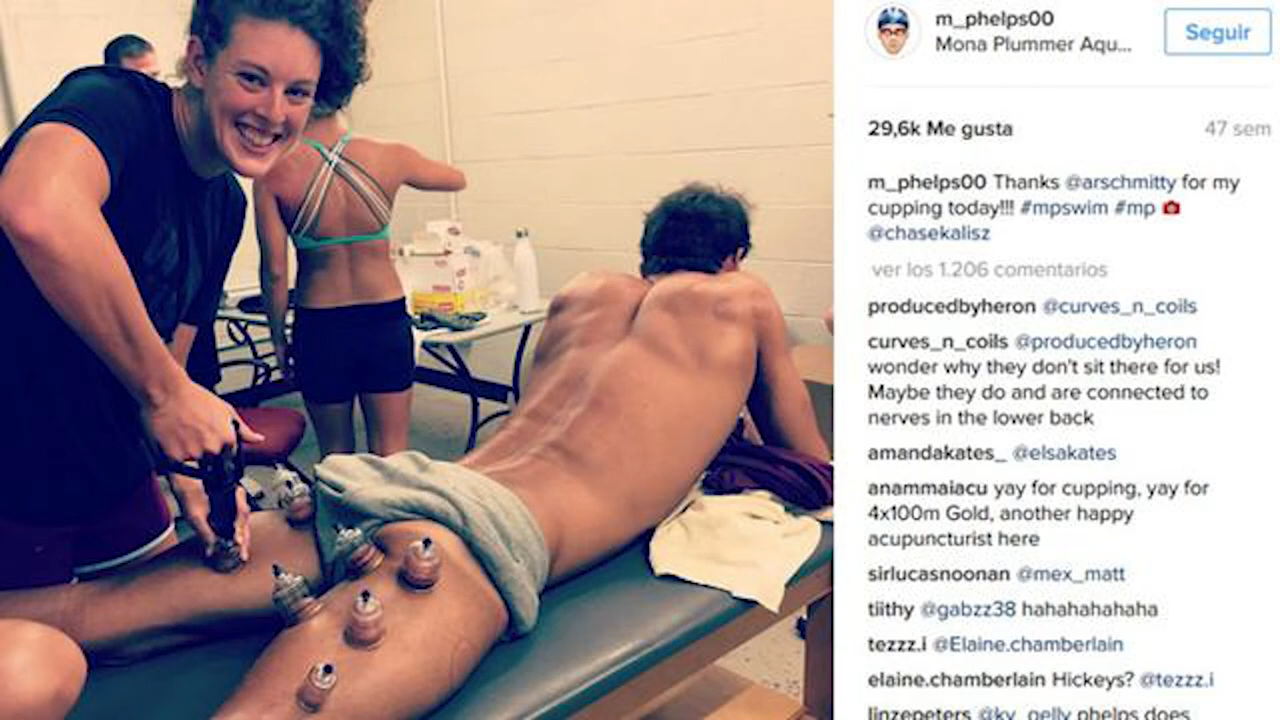 m_phelps00
Mona Plummer Aqu...
Seguir
29,6k Me gusta
47 sem
m_phelps00 Thanks @arschmitty for my
cupping today!!! #mpswim #mp
@chasekalisz
ver los 1.206 comentarios
producedbyheron @curves_n_coils
curves_n_coils @producedbyheron
wonder why they don't sit there for us!
Maybe they do and are connected to
nerves in the lower back
amandakates_ @elsakates
anammaiacu yay for cupping, yay for
4x100m Gold, another happy
acupuncturist here
sirlucasnoonan @mex_matt
tiithy @gabzz38 hahahahahaha
tezzz.i @Elaine.chamberlain
elaine.chamberlain Hickeys? @tezzz.i
linzepeters @ky_gelly phelps does